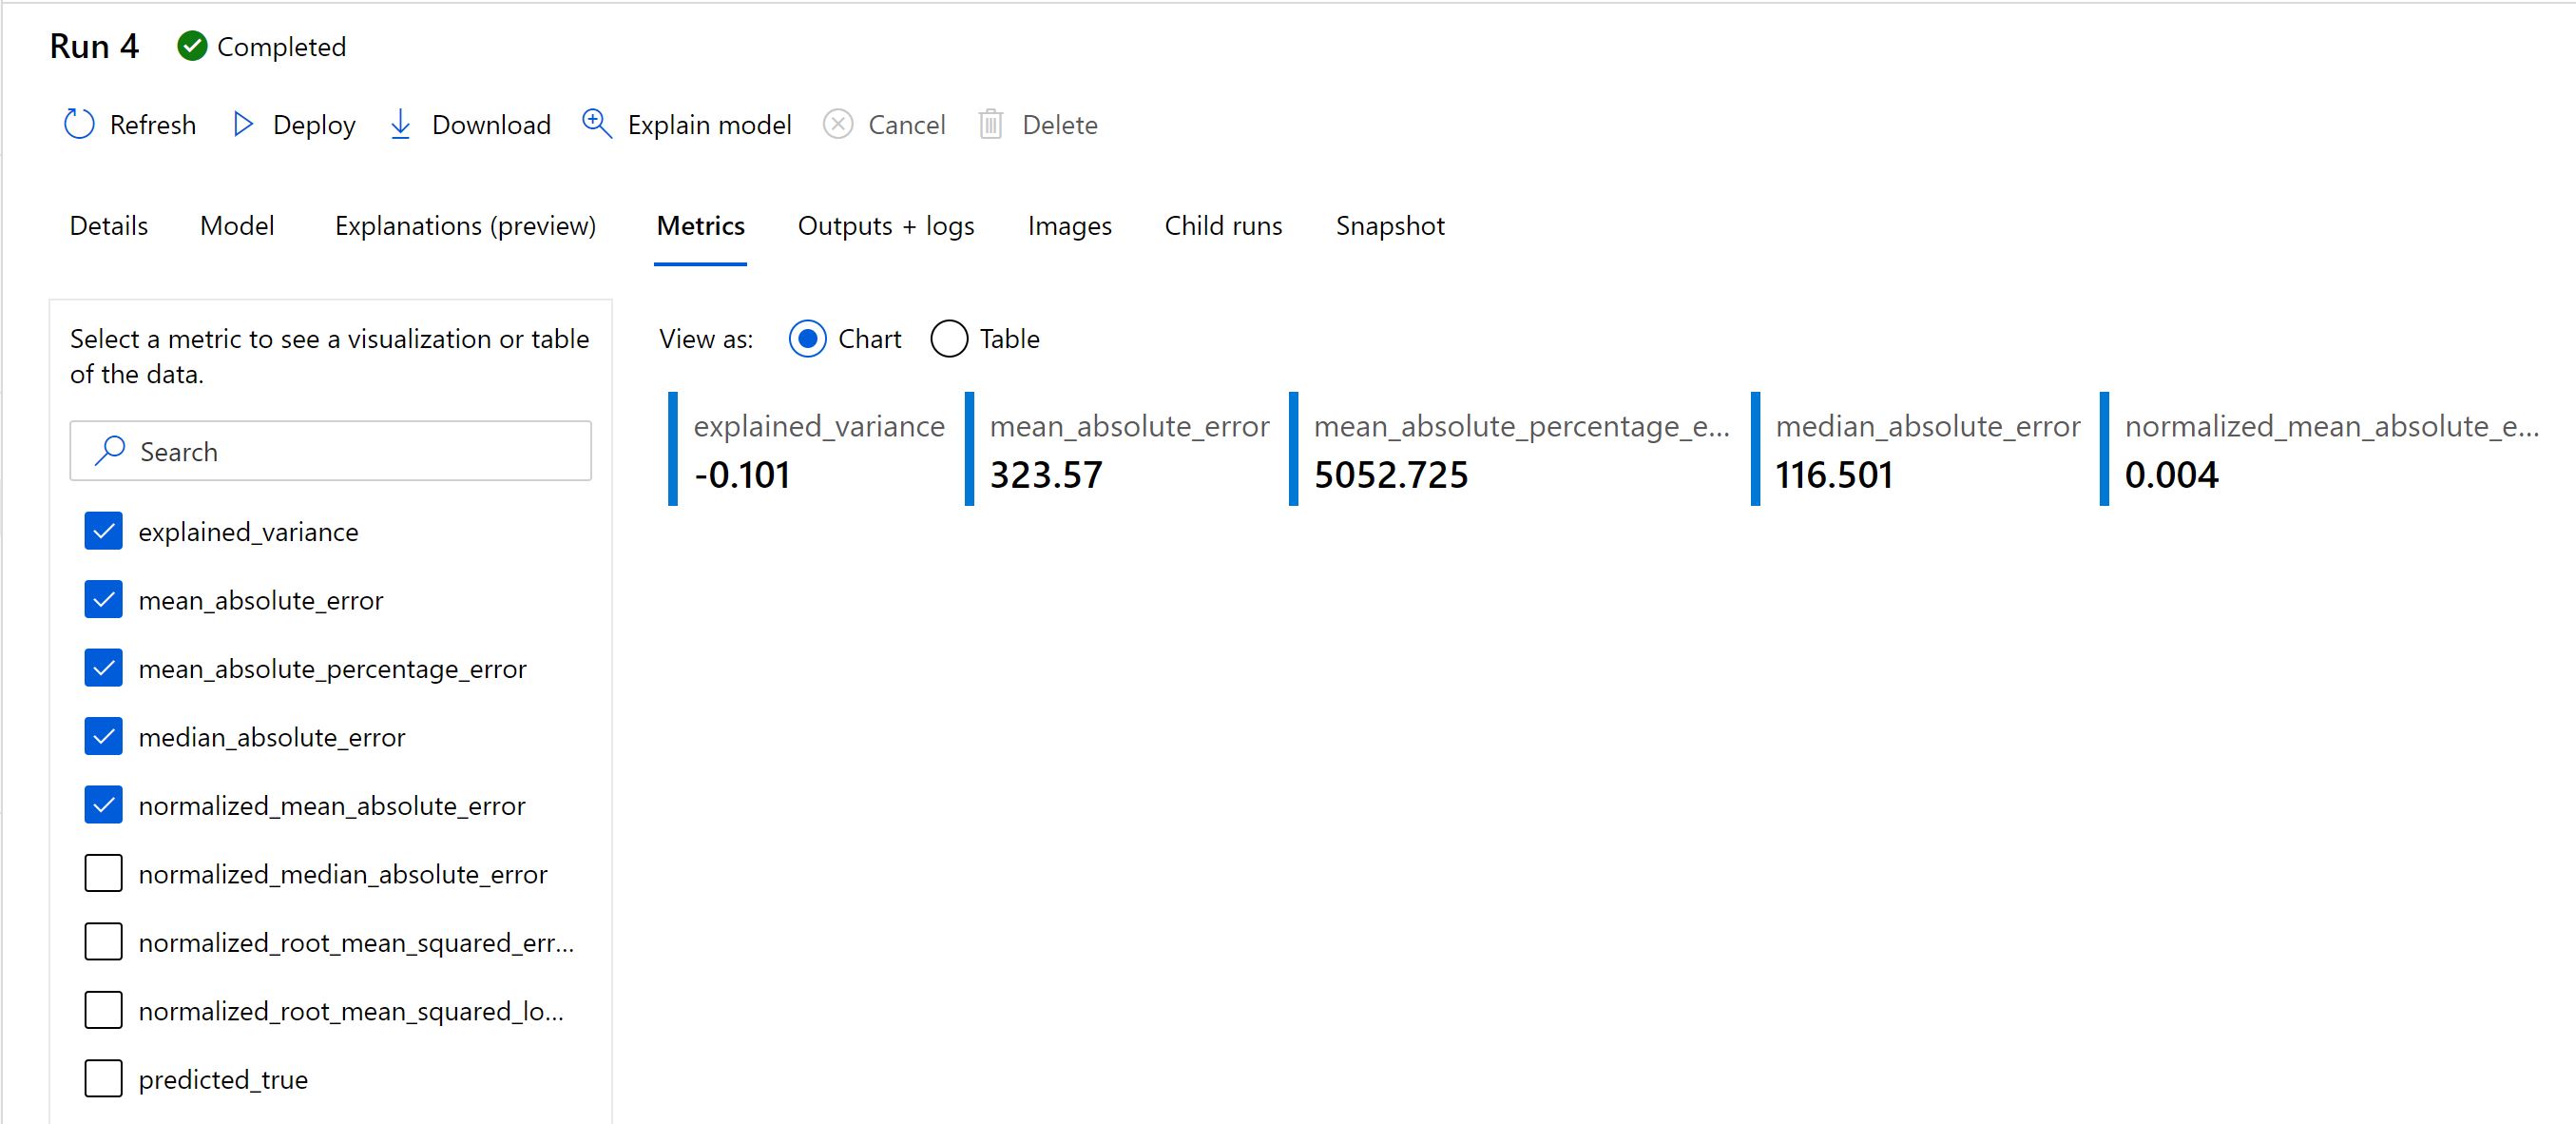 Run 4 Completed
Refresh Deploy Download Explain model Cancel Delete
Details Model Explanations (preview) Metrics Outputs + logs Images Child runs Snapshot
Select a metric to see a visualization or table
of the data.
Search
explained_variance
mean_absolute_error
mean_absolute_percentage_error
median_absolute_error
normalized_mean_absolute_error
normalized_median_absolute_error
normalized_root_mean_squared_err...
normalized_root_mean_squared_lo...
predicted_true
View as: Chart Table
explained_variance
-0.101
mean_absolute_error
323.57
mean_absolute_percentage_e...
5052.725
median_absolute_error
116.501
normalized_mean_absolute_e...
0.004